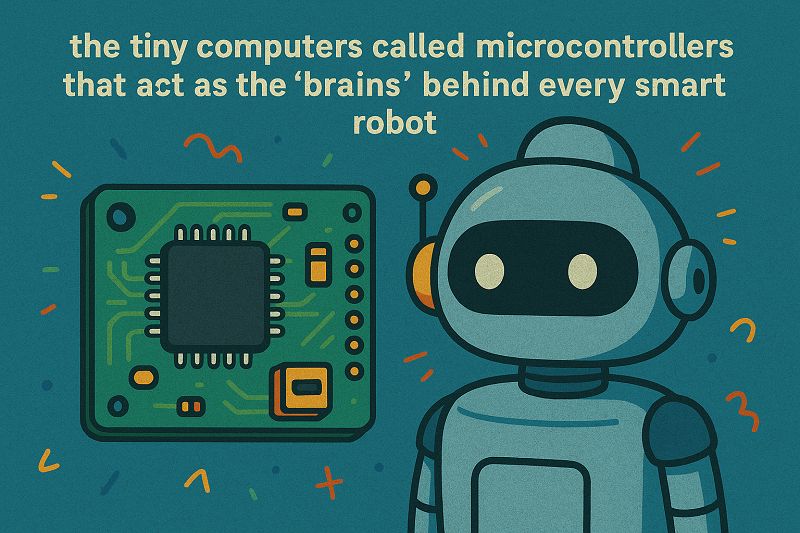 the tiny computers called microcontrollers
that act as the ‘brains’ behind every smart
robot